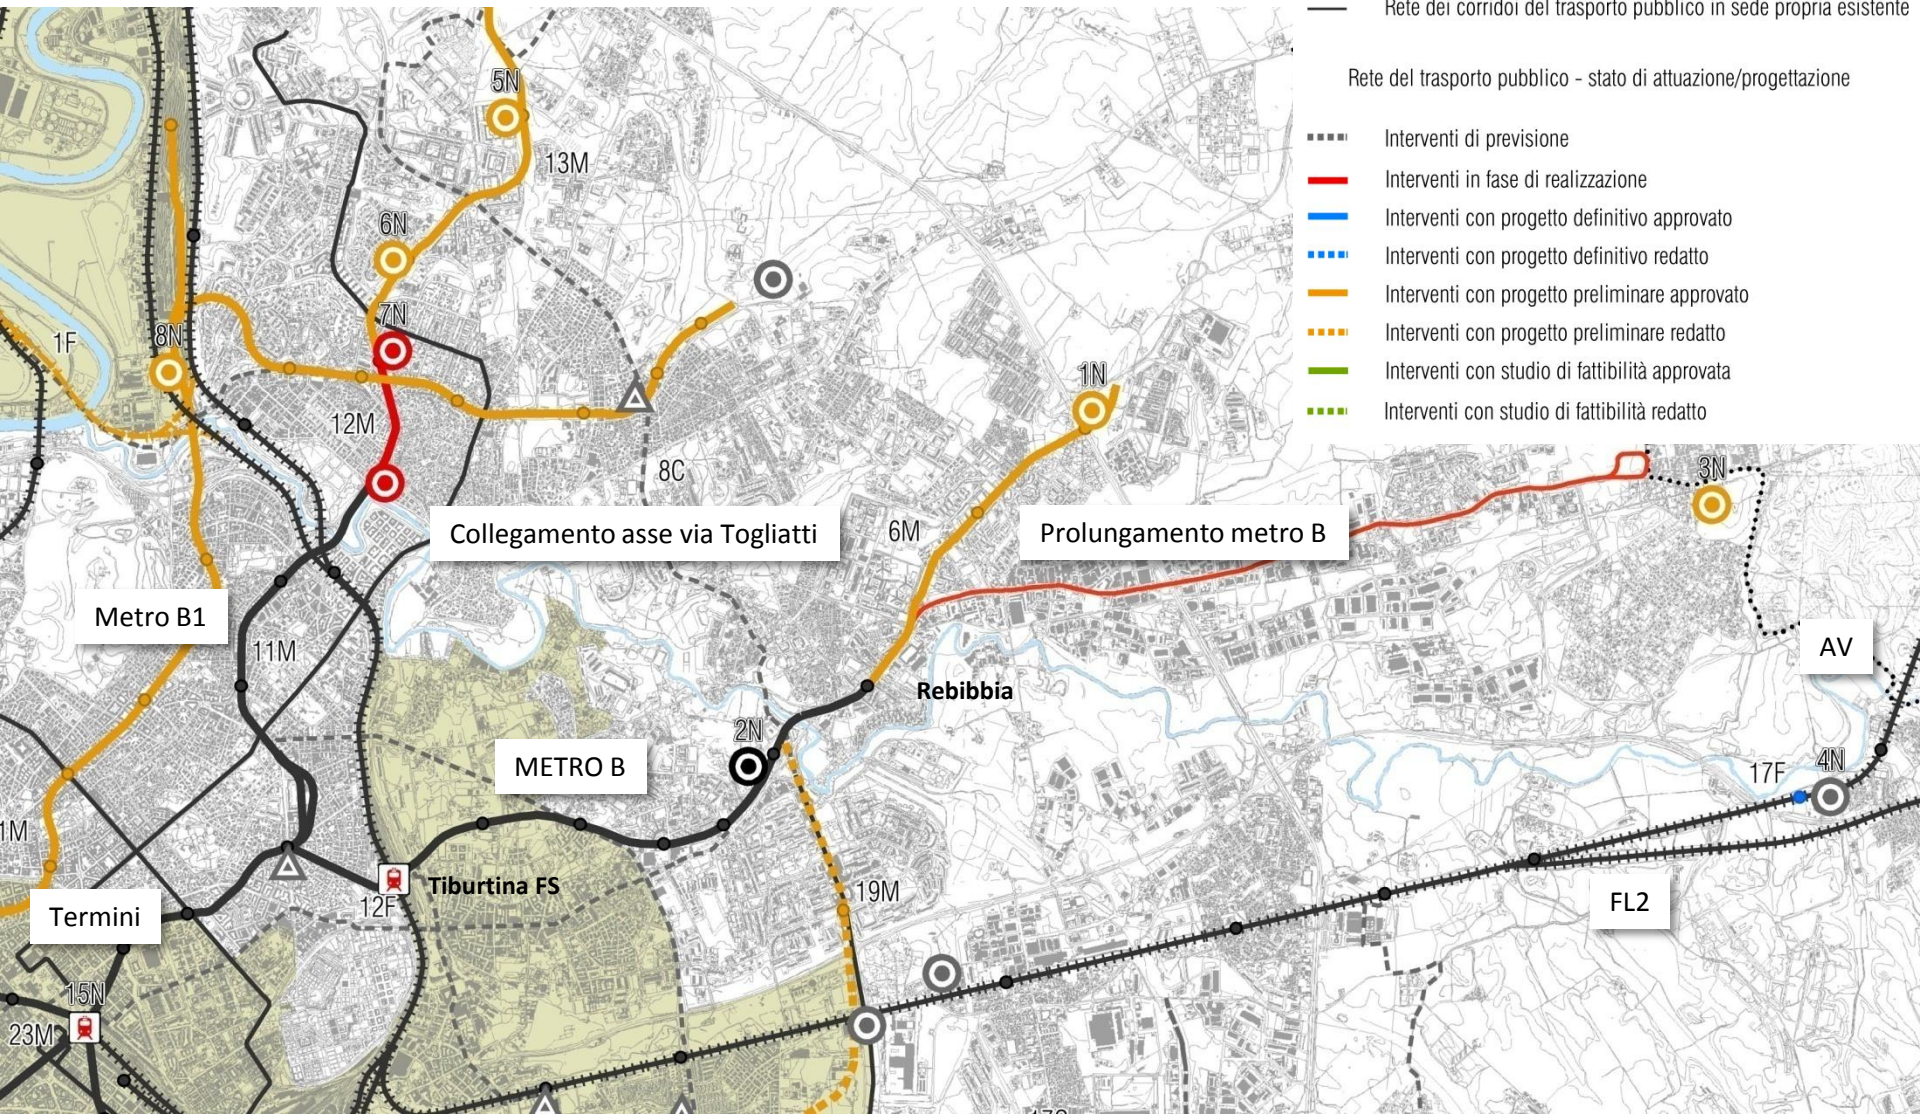 Rete dei corridoi del trasporto pubblico in sede propria esistente
Rete del trasporto pubblico - stato di attuazione/progettazione
Interventi di previsione
Interventi in fase di realizzazione
Interventi con progetto definitivo approvato
Interventi con progetto definitivo redatto
Interventi con progetto preliminare approvato
Interventi con progetto preliminare redatto
Interventi con studio di fattibilità approvata
Interventi con studio di fattibilità redatto
5N
13M
6N
7N
1F
8N
1N
12M
8C
3N
Collegamento asse via Togliatti
6M
Prolungamento metro B
Metro B1
11M
AV
Rebibbia
2N
METRO B
17F
4N
1M
Tiburtina FS
12F
19M
FL2
Termini
15N
23M